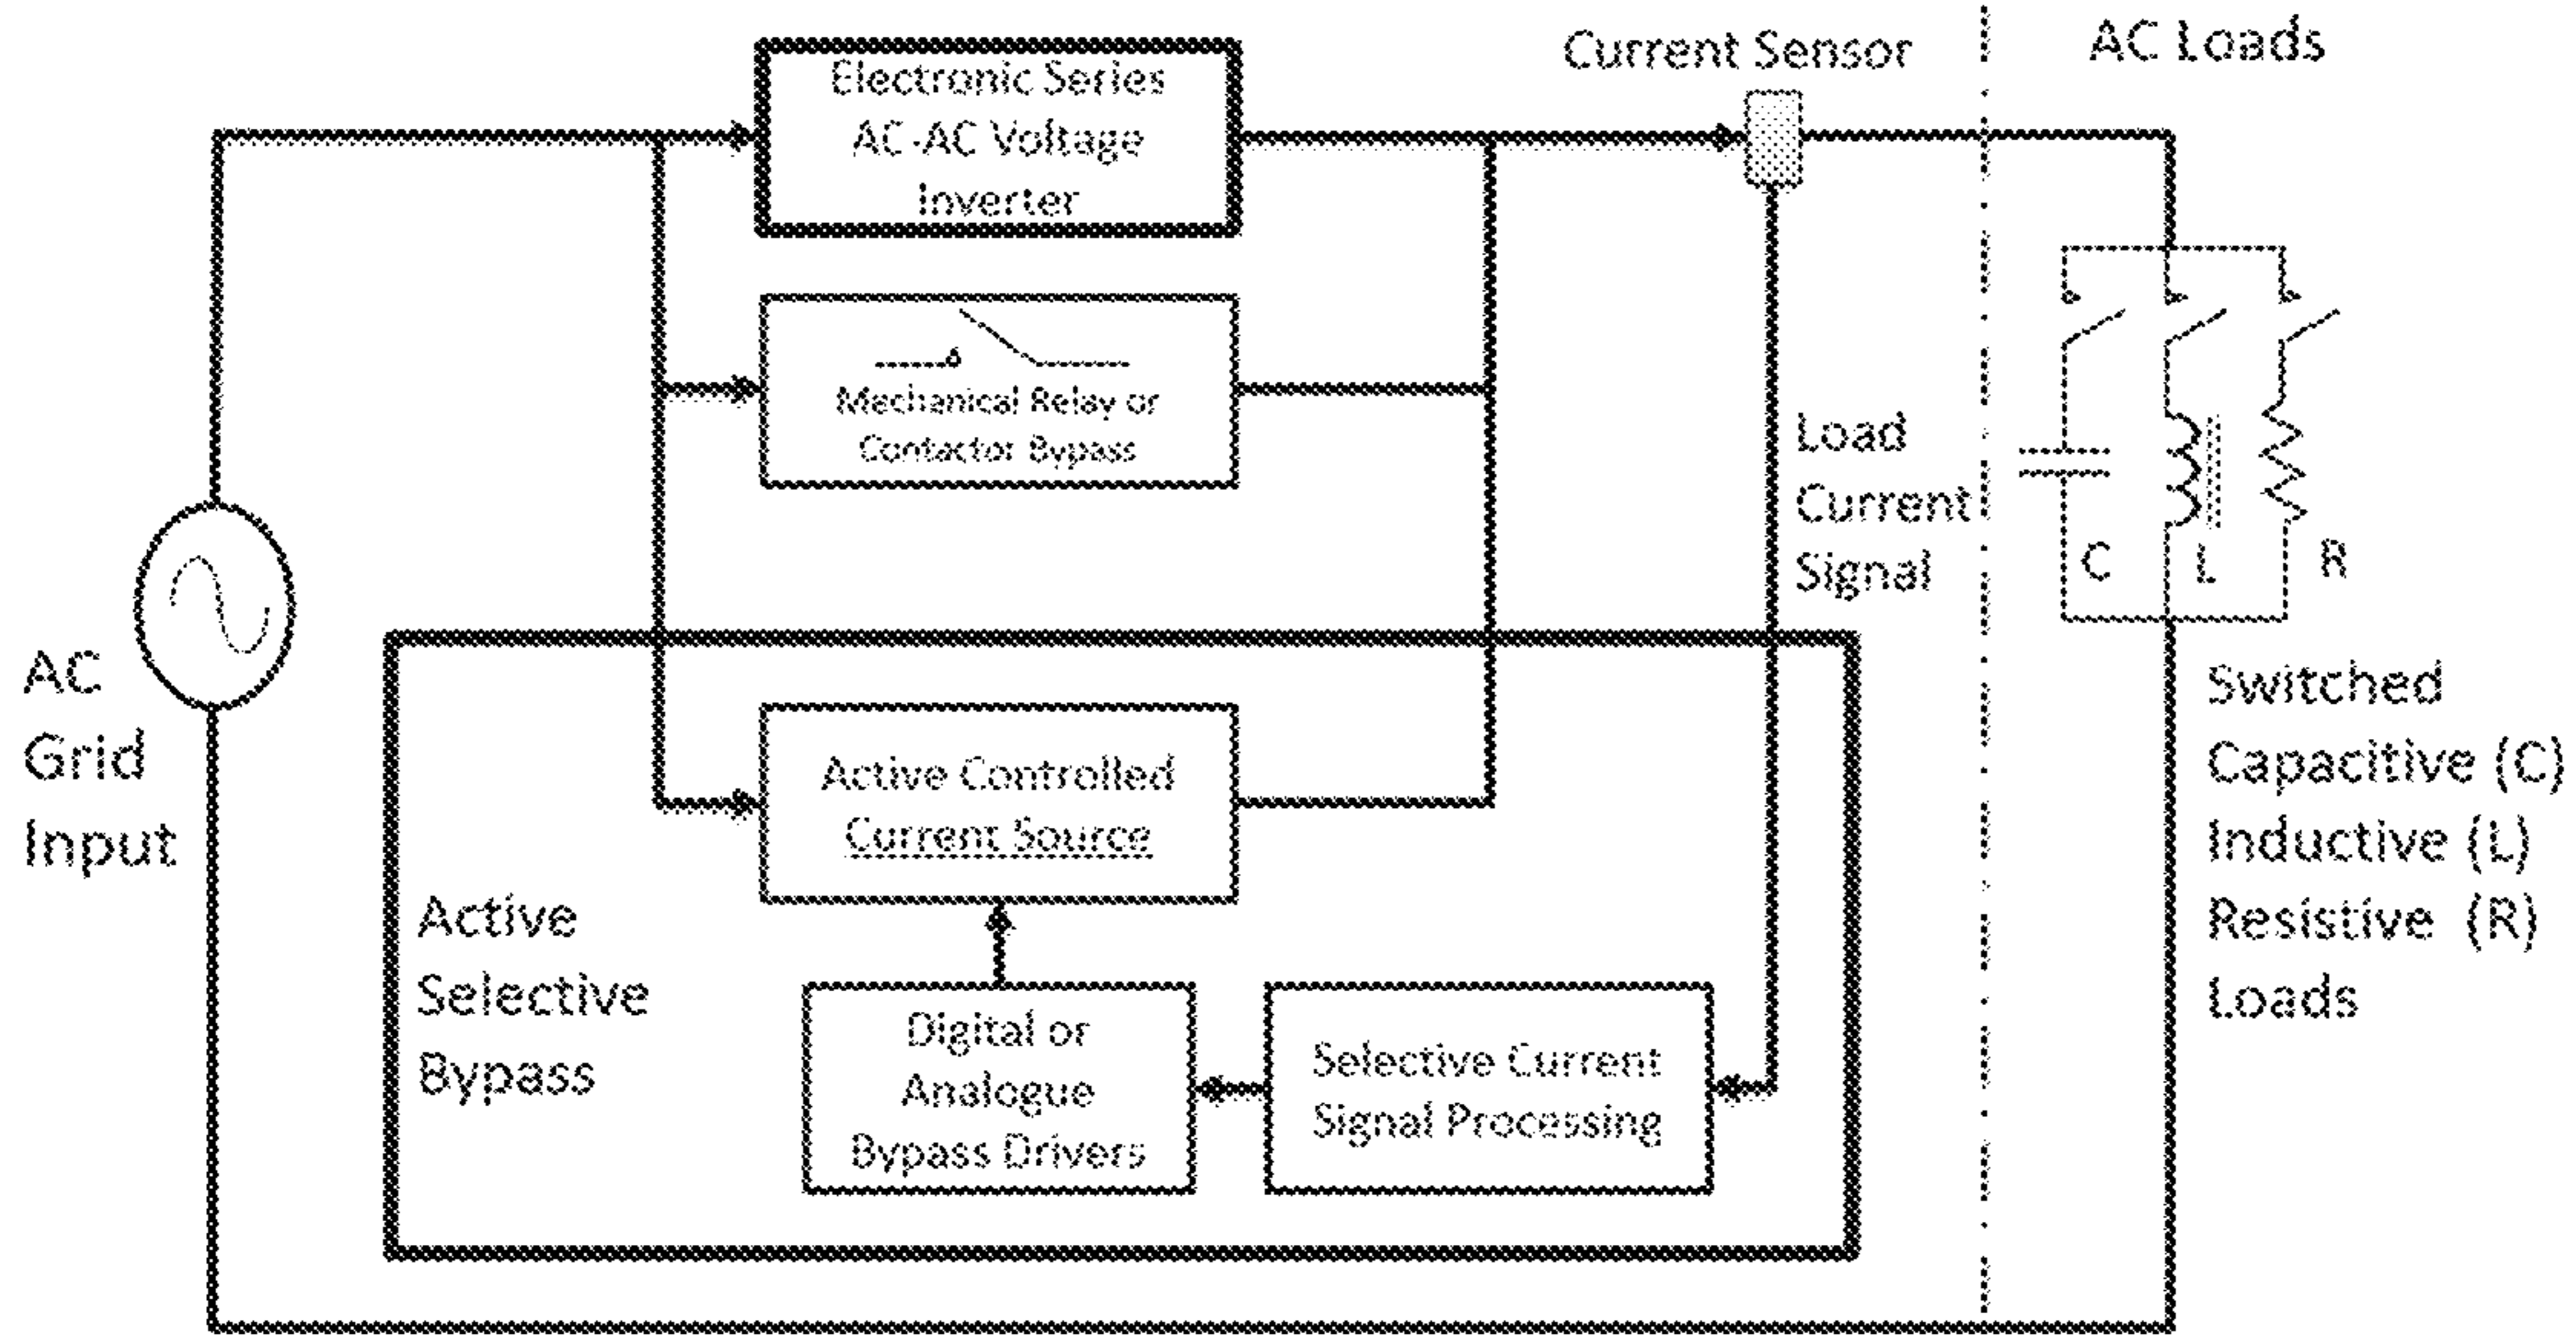 Current Sensor
AC Loads
Electronic Series
AC-AC Voltage
Inverter
Mechanical Relay or
Contactor Bypass
Load
Current
Signal
C
L
R
AC
Grid
Input
Switched
Capacitive (C)
Inductive (L)
Resistive (R)
Loads
Active Controlled
Current Source
Active
Selective
Bypass
Digital or
Analogue
Bypass Drivers
Selective Current
Signal Processing